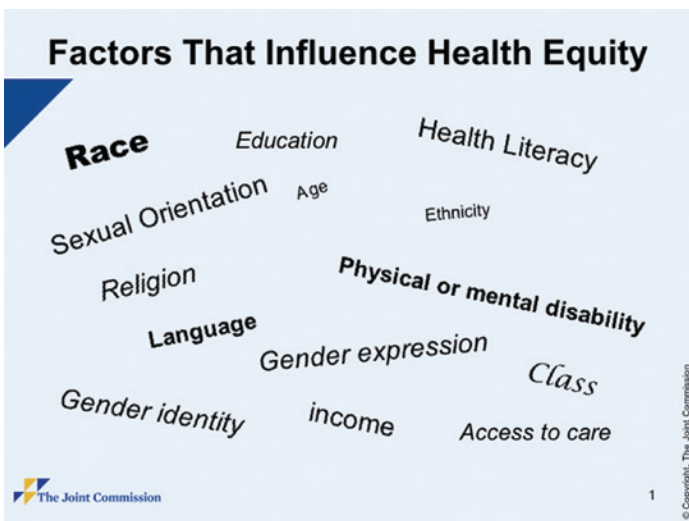 Factors That Influence Health Equity
Race
Education
Health Literacy
Sexual Orientation
Age
Ethnicity
Religion
Physical or mental disability
Language
Gender expression
Class
Gender identity
income
Access to care
The Joint Commission
1
© Copyright, The Joint Commission